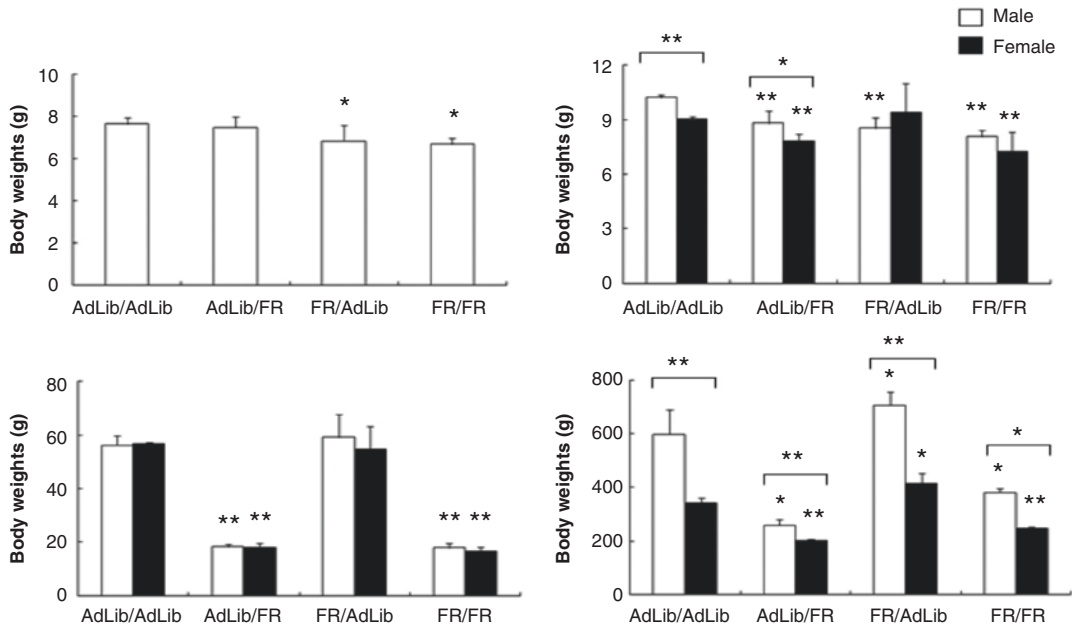 Male
Female
Body weights (g)
10
8
6
4
2
0
*
*
AdLib/AdLib
AdLib/FR
FR/AdLib
FR/FR
Body weights (g)
12
9
6
3
0
**
*
**
**
**
**
**
AdLib/AdLib
AdLib/FR
FR/AdLib
FR/FR
Body weights (g)
80
60
40
20
0
** **
** **
AdLib/AdLib
AdLib/FR
FR/AdLib
FR/FR
Body weights (g)
800
600
400
200
0
**
**
*
**
**
*
*
*
*
**
AdLib/AdLib
AdLib/FR
FR/AdLib
FR/FR